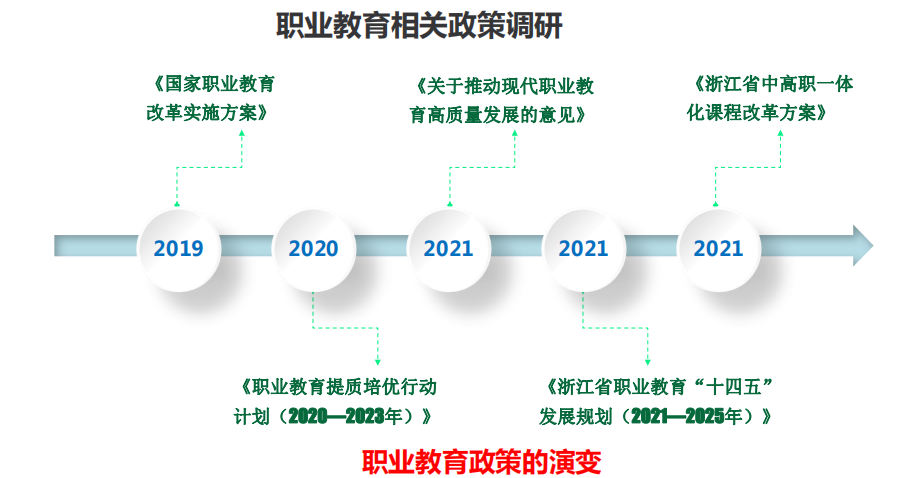 职业教育相关政策调研
《国家职业教育
改革实施方案》
《关于推动现代职业教
育高质量发展的意见》
《浙江省中高职一体
化课程改革方案》
2019
2020
2021
2021
2021
《职业教育提质培优行动
计划（2020—2023年）》
《浙江省职业教育“十四五”
发展规划（2021—2025年）》
职业教育政策的演变